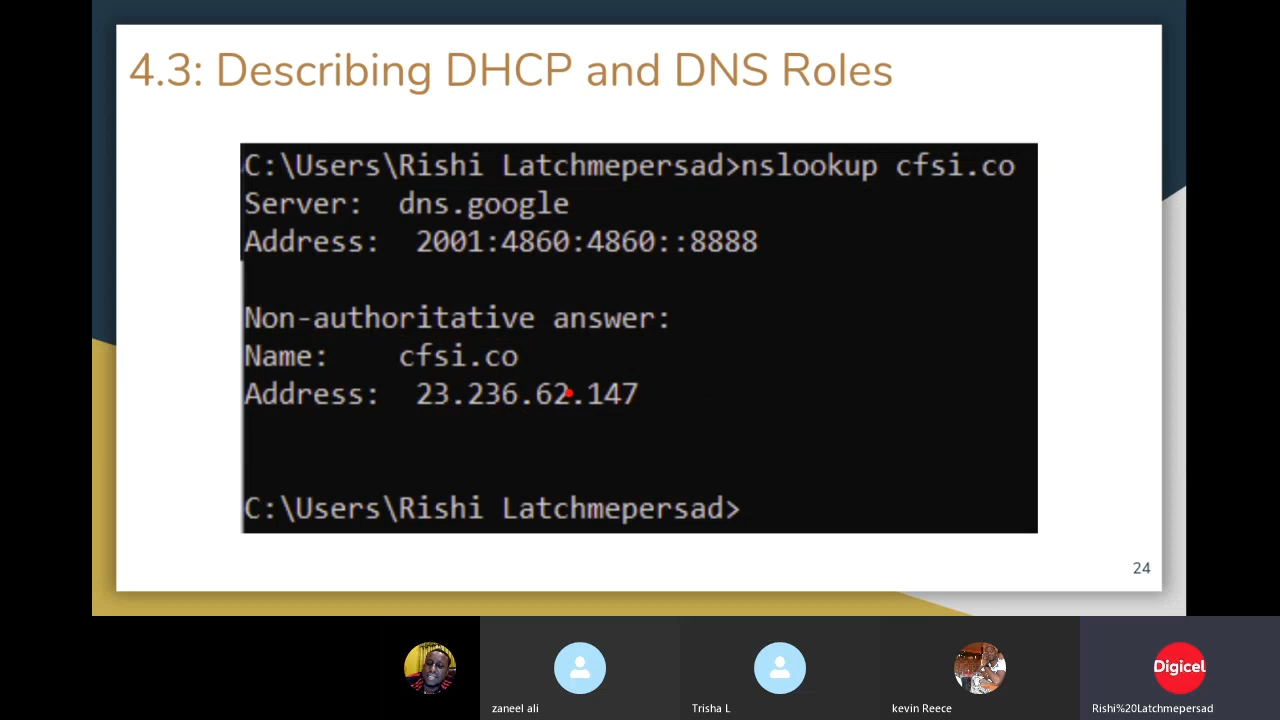 4.3: Describing DHCP and DNS Roles
C:\Users\Rishi Latchmepersad>nslookup cfsi.co
Server:  dns.google
Address:  2001:4860:4860::8888
Non-authoritative answer:
Name:    cfsi.co
Address:  23.236.62.147
C:\Users\Rishi Latchmepersad>
24
Digicel
zaneel ali
Trisha L
kevin Reece
Rishi%20Latchmepersad